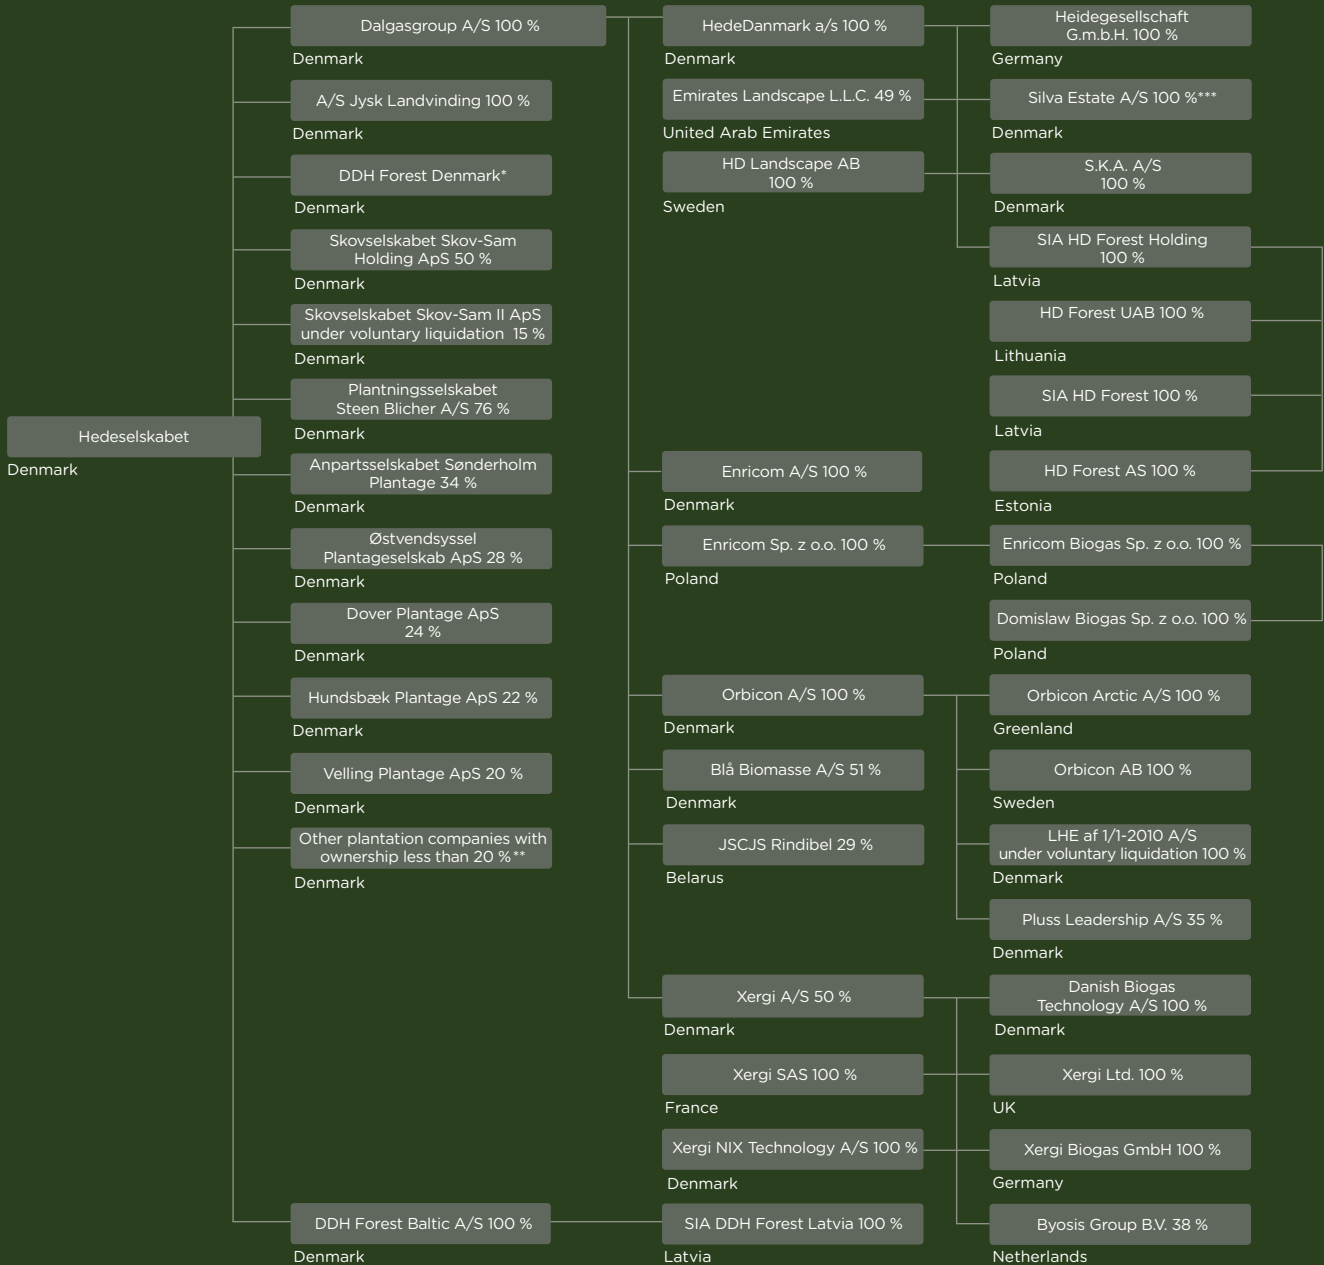 Hedeselskabet
Denmark
Dalgasgroup A/S 100 %
Denmark
A/S Jysk Landvinding 100 %
Denmark
DDH Forest Denmark*
Denmark
Skovselskabet Skov-Sam
Holding ApS 50 %
Denmark
Skovselskabet Skov-Sam II ApS
under voluntary liquidation 15 %
Denmark
Plantningsselskabet
Steen Blicher A/S 76 %
Denmark
Anpartsselskabet Sønderholm
Plantage 34 %
Denmark
Østvendsyssel
Plantageselskab ApS 28 %
Denmark
Dover Plantage ApS
24 %
Denmark
Hundsbæk Plantage ApS 22 %
Denmark
Velling Plantage ApS 20 %
Denmark
Other plantation companies with
ownership less than 20 %**
Denmark
DDH Forest Baltic A/S 100 %
Denmark
HedeDanmark a/s 100 %
Denmark
Emirates Landscape L.L.C. 49 %
United Arab Emirates
HD Landscape AB
100 %
Sweden
Enricom A/S 100 %
Denmark
Enricom Sp. z o.o. 100 %
Poland
Orbicon A/S 100 %
Denmark
Blå Biomasse A/S 51 %
Denmark
JSCJS Rindibel 29 %
Belarus
Xergi A/S 50 %
Denmark
Xergi SAS 100 %
France
Xergi NIX Technology A/S 100 %
Denmark
SIA DDH Forest Latvia 100 %
Latvia
Heidegesellschaft
G.m.b.H. 100 %
Germany
Silva Estate A/S 100 %***
Denmark
S.K.A. A/S
100 %
Denmark
SIA HD Forest Holding
100 %
Latvia
HD Forest UAB 100 %
Lithuania
SIA HD Forest 100 %
Latvia
HD Forest AS 100 %
Estonia
Enricom Biogas Sp. z o.o. 100 %
Poland
Domislaw Biogas Sp. z o.o. 100 %
Poland
Orbicon Arctic A/S 100 %
Greenland
Orbicon AB 100 %
Sweden
LHE af 1/1-2010 A/S
under voluntary liquidation 100 %
Denmark
Pluss Leadership A/S 35 %
Denmark
Danish Biogas
Technology A/S 100 %
Denmark
Xergi Ltd. 100 %
UK
Xergi Biogas GmbH 100 %
Germany
Byosis Group B.V. 38 %
Netherlands